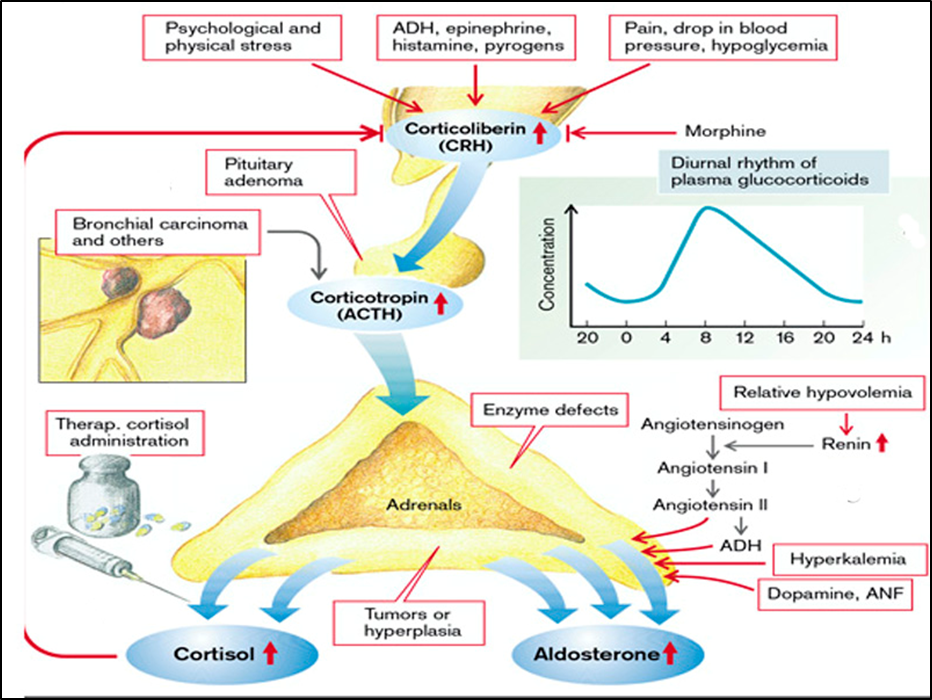 Psychological and
physical stress
ADH, epinephrine,
histamine, pyrogens
Pain, drop in blood
pressure, hypoglycemia
Corticoliberin
(CRH)
Morphine
Pituitary
adenoma
Diurnal rhythm of
plasma glucocorticoids
Bronchial carcinoma
and others
Concentration
Corticotropin
(ACTH)
20 0 4 8 12 16 20 24 h
Relative hypovolemia
Enzyme defects
Therap. cortisol
administration
Angiotensinogen
Renin
Angiotensin I
Adrenals
Angiotensin II
ADH
Hyperkalemia
Dopamine, ANF
Tumors or
hyperplasia
Cortisol
Aldosterone